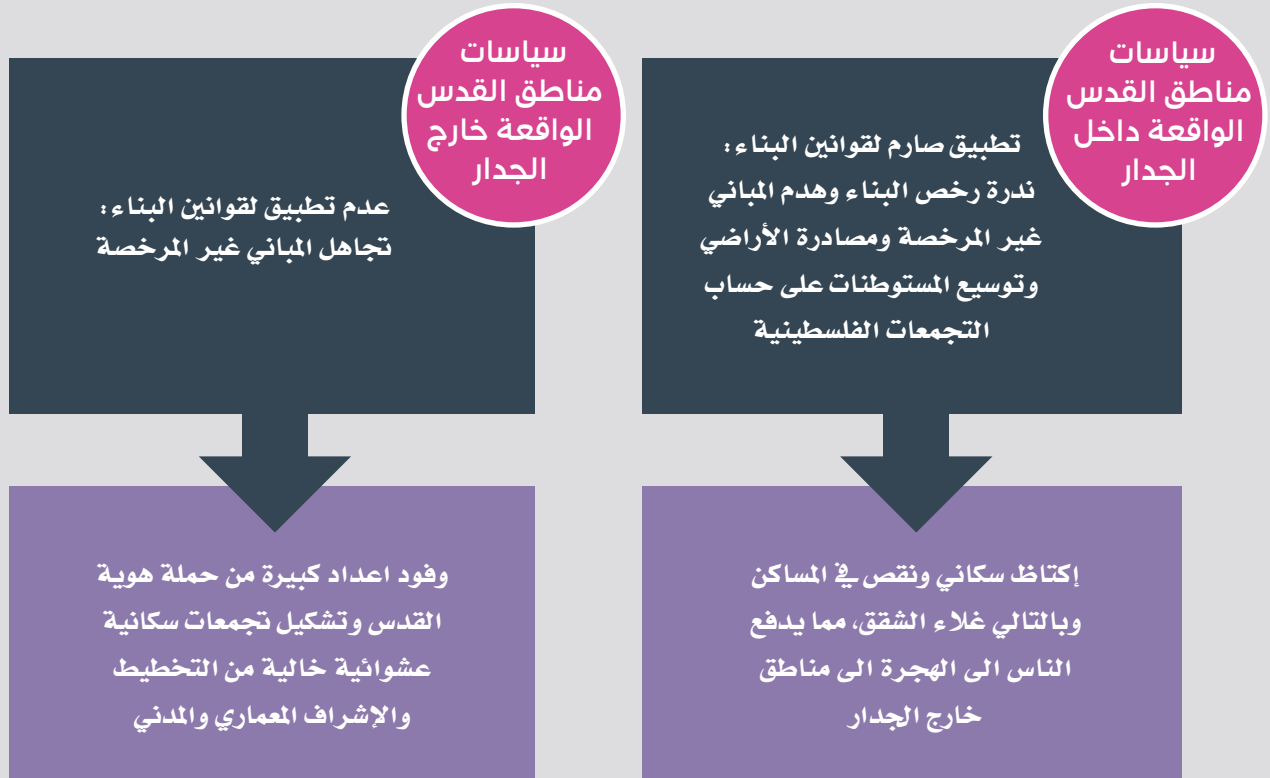 سياسات
مناطق القدس
الواقعة داخل
الجدار
تطبيق صارم لقوانين البناء:
ندرة رخص البناء وهدم المباني
غير المرخصة ومصادرة الأراضي
وتوسيع المستوطنات على حساب
التجمعات الفلسطينية
إكتاظ سكاني ونقص في المساكن
وبالتالي غلاء الشقق، مما يدفع
الناس الى الهجرة الى مناطق
خارج الجدار
سياسات
مناطق القدس
الواقعة خارج
الجدار
عدم تطبيق لقوانين البناء:
تجاهل المباني غير المرخصة
وفود اعداد كبيرة من حملة هوية
القدس وتشكيل تجمعات سكانية
عشوائية خالية من التخطيط
والإشراف المعماري والمدني